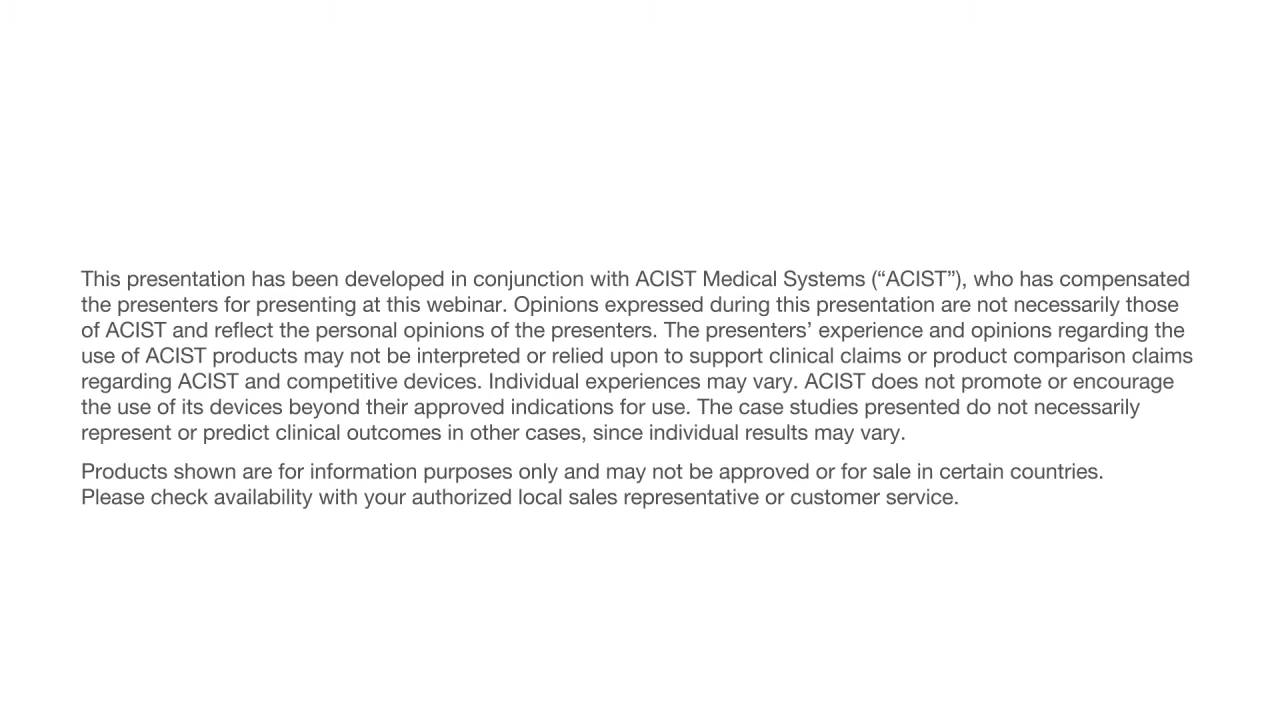 This presentation has been developed in conjunction with ACIST Medical Systems (“ACIST”), who has compensated
the presenters for presenting at this webinar. Opinions expressed during this presentation are not necessarily those
of ACIST and reflect the personal opinions of the presenters. The presenters’ experience and opinions regarding the
use of ACIST products may not be interpreted or relied upon to support clinical claims or product comparison claims
regarding ACIST and competitive devices. Individual experiences may vary. ACIST does not promote or encourage
the use of its devices beyond their approved indications for use. The case studies presented do not necessarily
represent or predict clinical outcomes in other cases, since individual results may vary.
Products shown are for information purposes only and may not be approved or for sale in certain countries.
Please check availability with your authorized local sales representative or customer service.